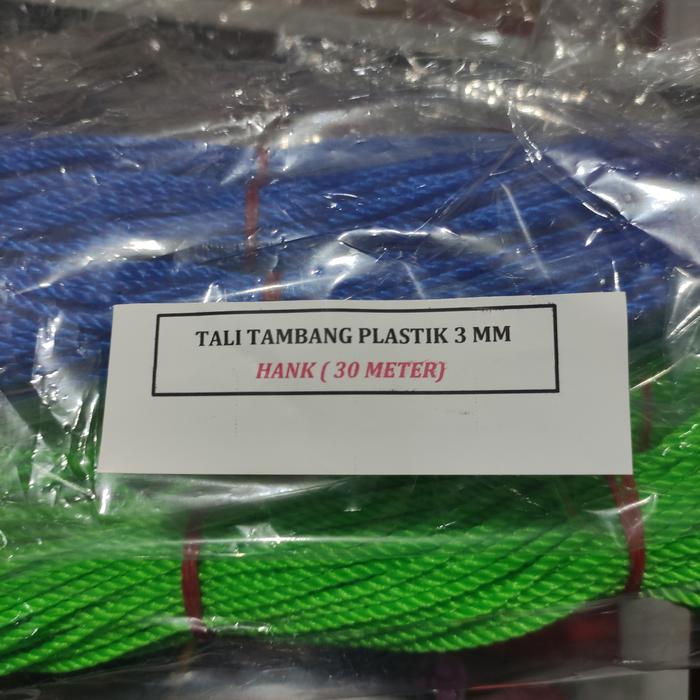 TALI TAMBANG PLASTIK 3 MM
HANK ( 30 METER)